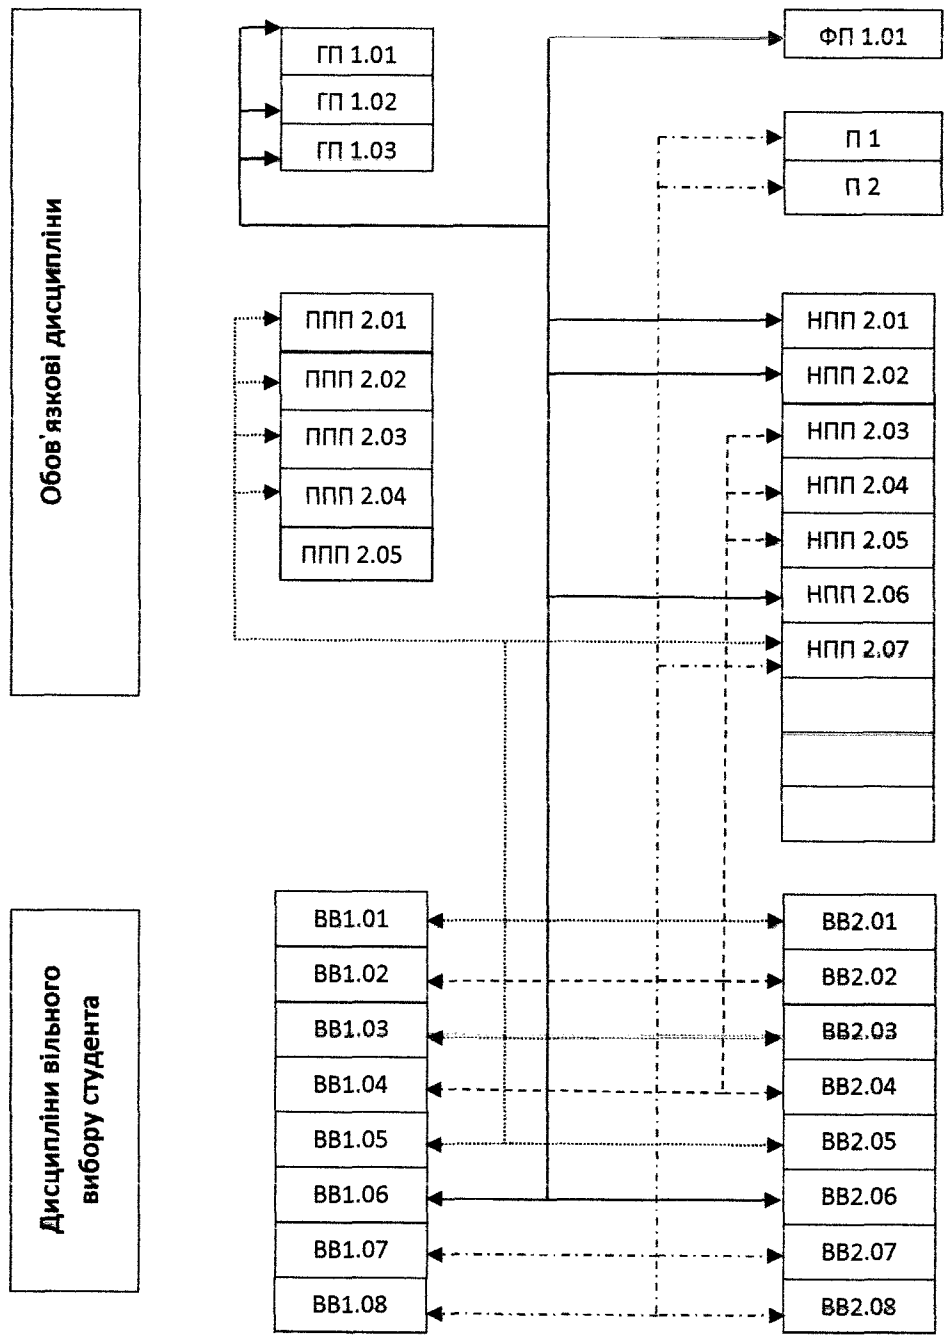 Обов'язкові дисципліни
ГП 1.01
ГП 1.02
ГП 1.03
ФП 1.01
П 1
П 2
ППП 2.01
ППП 2.02
ППП 2.03
ППП 2.04
ППП 2.05
НПП 2.01
НПП 2.02
НПП 2.03
НПП 2.04
НПП 2.05
НПП 2.06
НПП 2.07
Дисципліни вільного
вибору студента
ВВ1.01
ВВ1.02
ВВ1.03
ВВ1.04
ВВ1.05
ВВ1.06
ВВ1.07
ВВ1.08
ВВ2.01
ВВ2.02
ВВ2.03
ВВ2.04
ВВ2.05
ВВ2.06
ВВ2.07
ВВ2.08